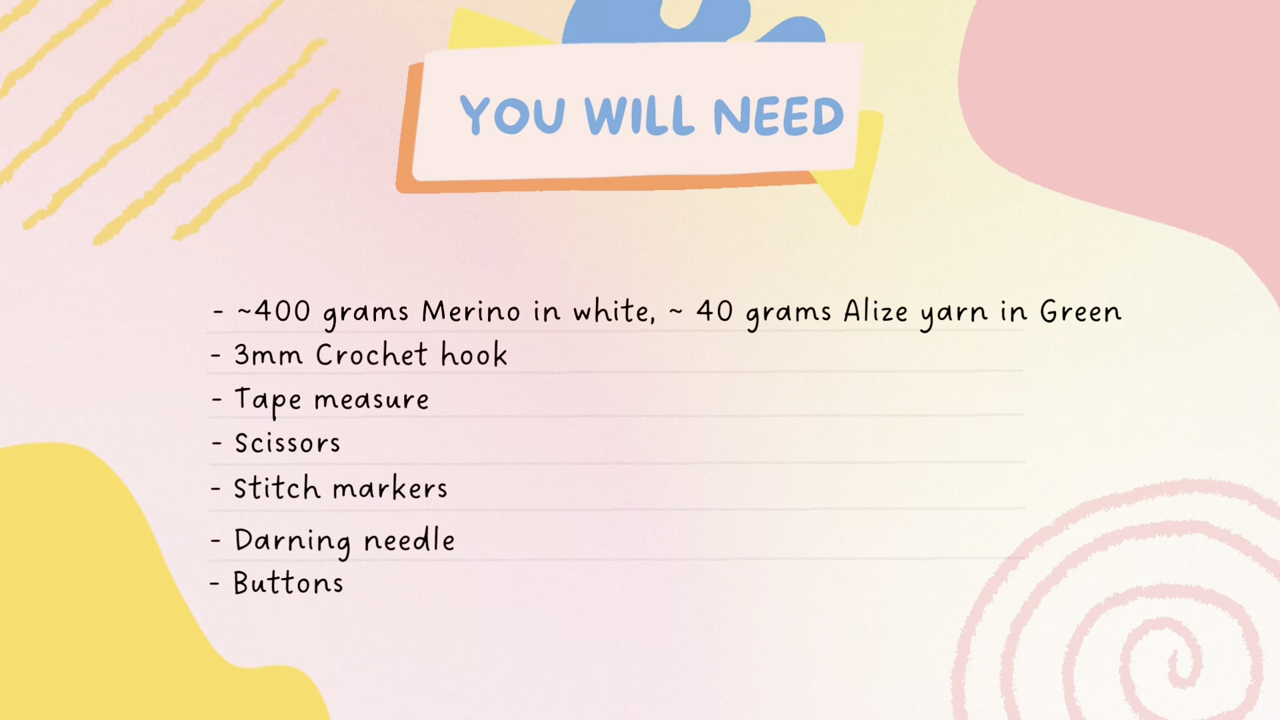 YOU WILL NEED
- ~400 grams Merino in white, ~ 40 grams Alize yarn in Green
- 3mm Crochet hook
- Tape measure
- Scissors
- Stitch markers
- Darning needle
- Buttons